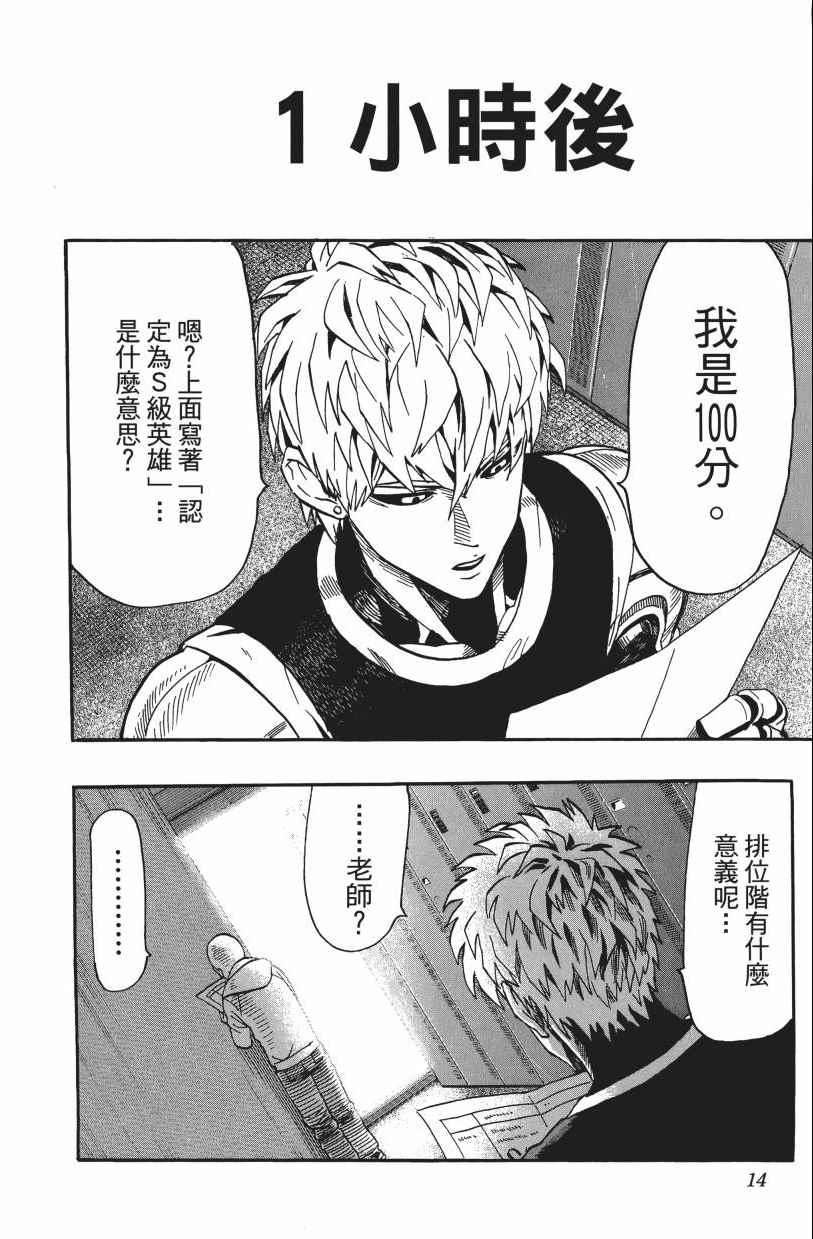 1小時後
我是100分。
嗯?上面寫著「認
定為S級英雄」…
是什麼意思?
排位階有什麼
意義呢…
……老師?
…………
14